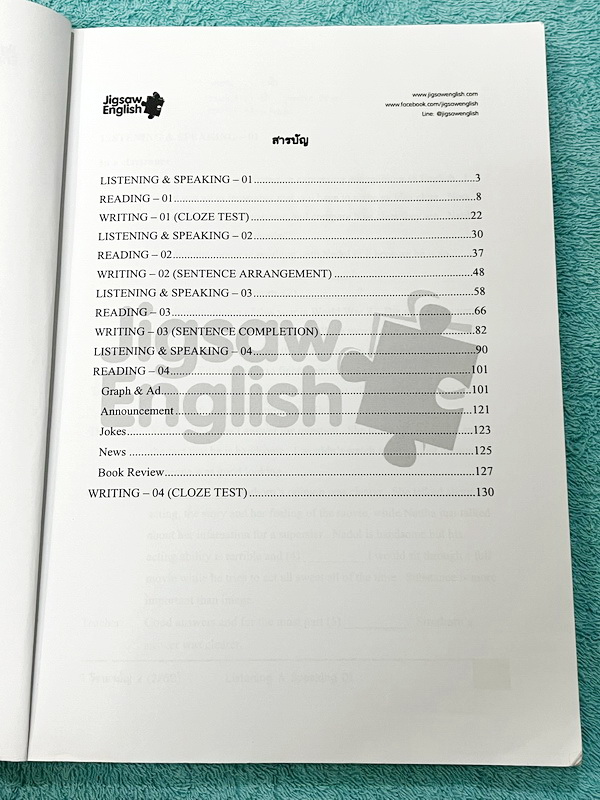 Jigsaw
English
www.jigsawenglish.com
www.facebook.com/jigsawenglish
Line: @jigsawenglish
สารบัญ
LISTENING & SPEAKING – 01......3
READING – 01......8
WRITING – 01 (CLOZE TEST)......22
LISTENING & SPEAKING – 02......30
READING – 02......37
WRITING – 02 (SENTENCE ARRANGEMENT)......48
LISTENING & SPEAKING – 03......58
READING – 03......66
WRITING – 03 (SENTENCE COMPLETION)......82
LISTENING & SPEAKING – 04......90
READING – 04......101
Graph & Ad......101
Announcement......121
Jokes......123
News......125
Book Review......127
WRITING – 04 (CLOZE TEST)......130
Jigsaw
English